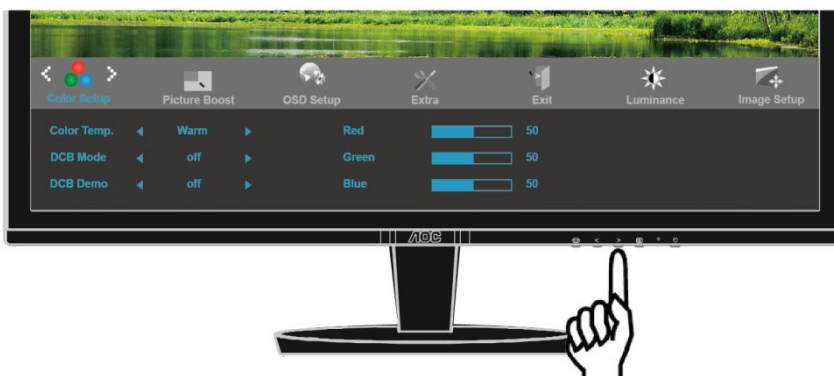 Color Setup Picture Boost OSD Setup Extra Exit Luminance Image Setup
Color Temp. Warm Red 50
DCB Mode off Green 50
DCB Demo off Blue 50
AOC